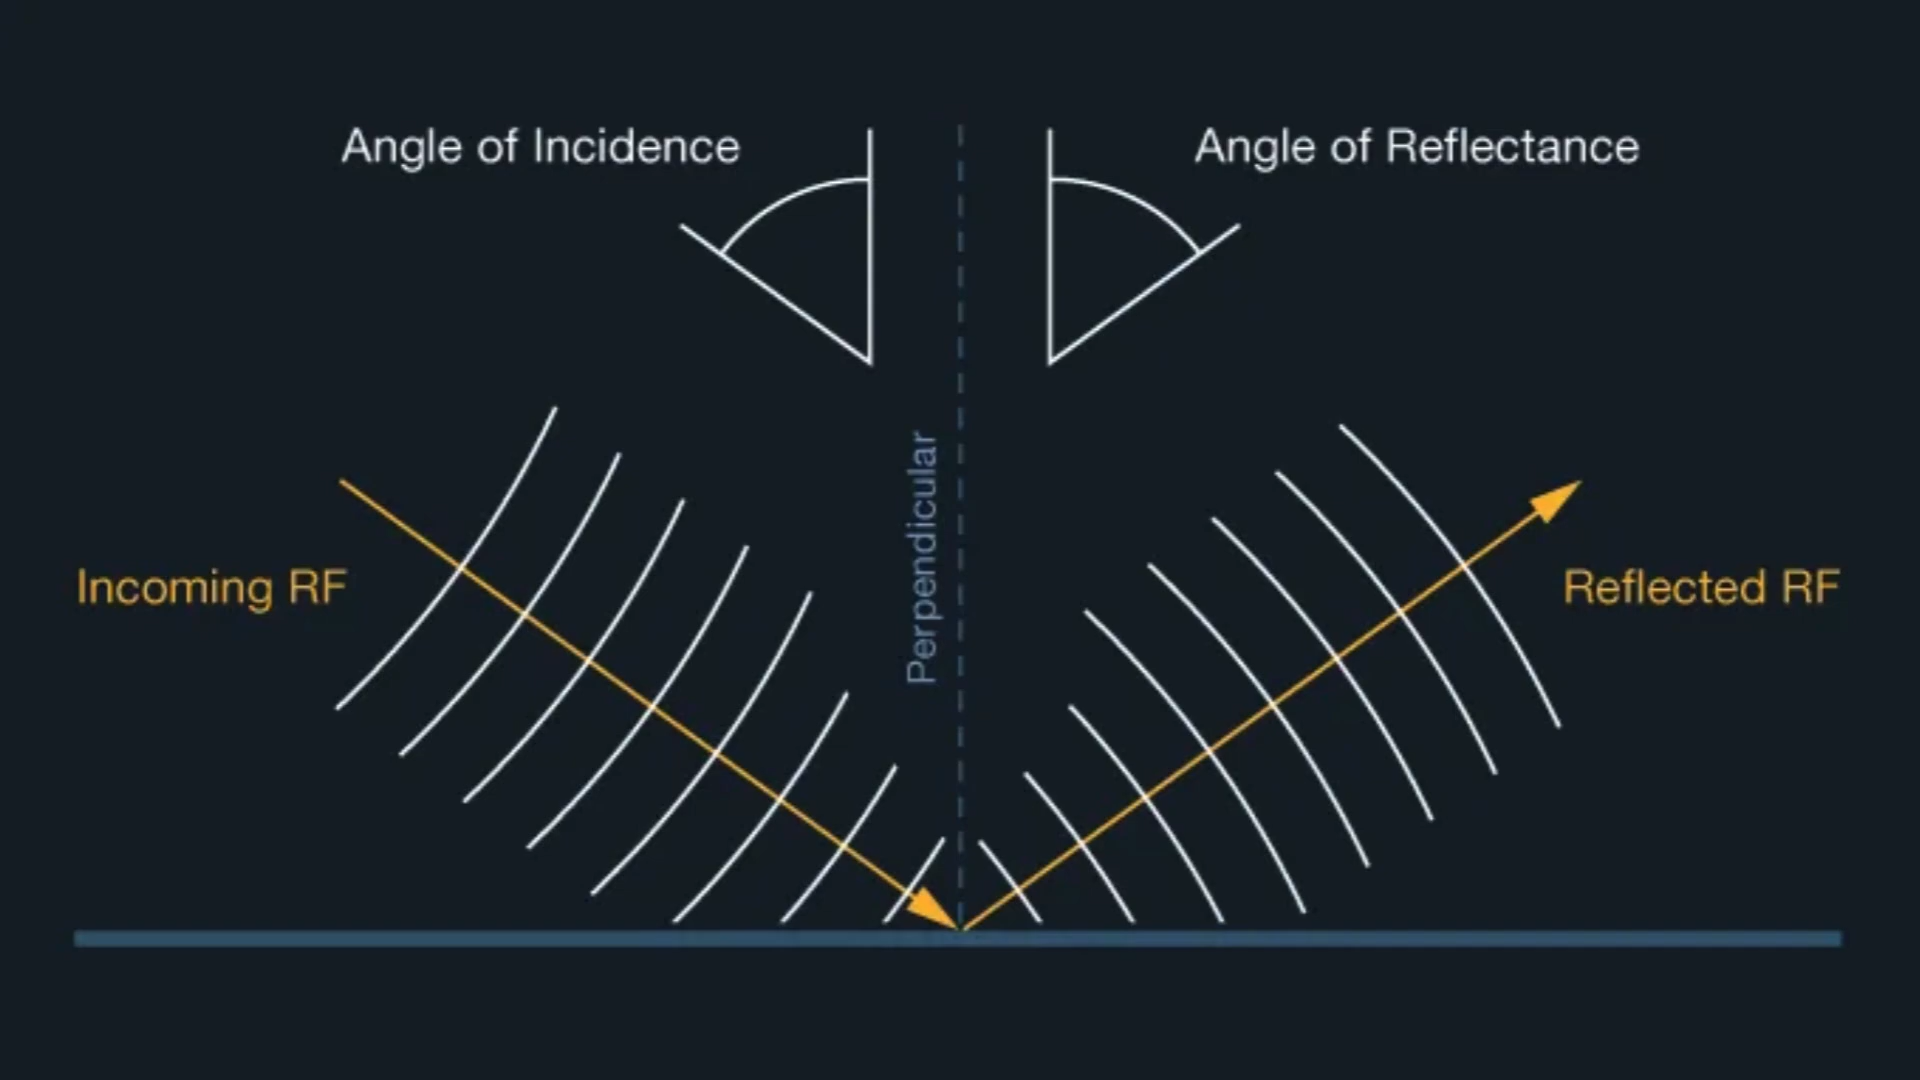 Angle of Incidence
Angle of Reflectance
Perpendicular
Incoming RF
Reflected RF